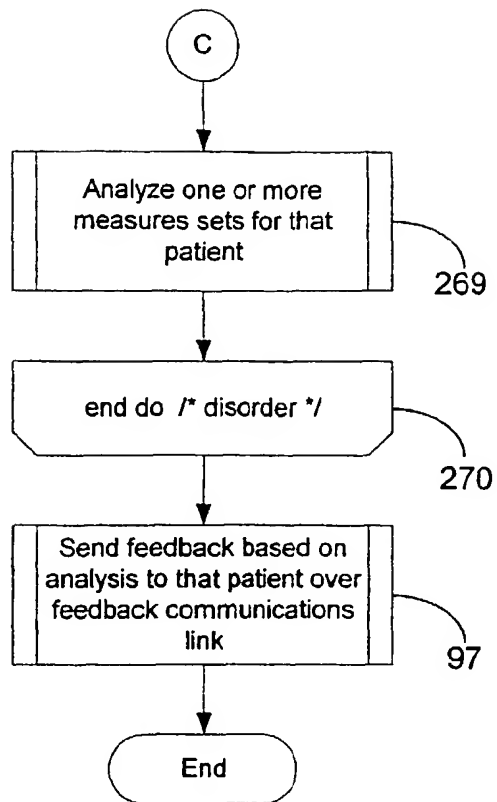 C
Analyze one or more
measures sets for that
patient
269
end do /* disorder */
270
Send feedback based on
analysis to that patient over
feedback communications
link
97
End